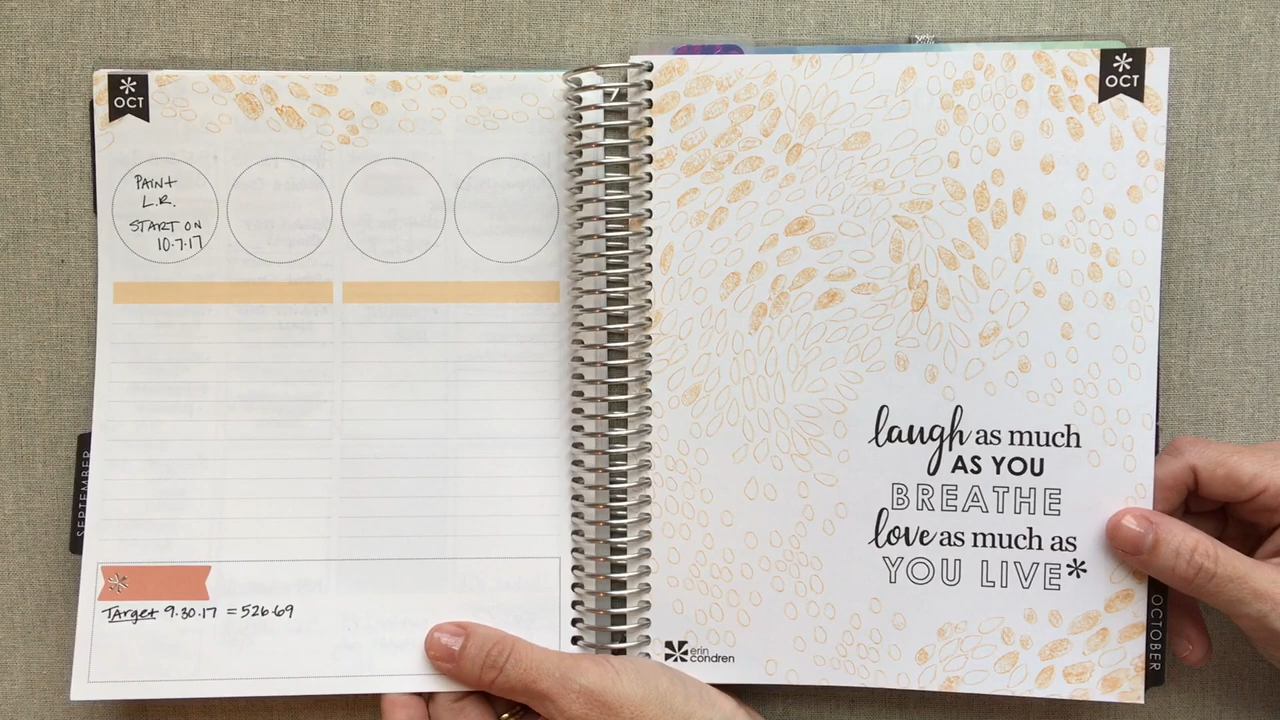 OCT
PAINT
L.R.
START ON
10.7.17
TArget 9.30.17 = 526.69
SEPTEMBER
OCT
laugh as much
AS YOU
BREATHE
love as much as
YOU LIVE*
erin
condren
OCTOBER